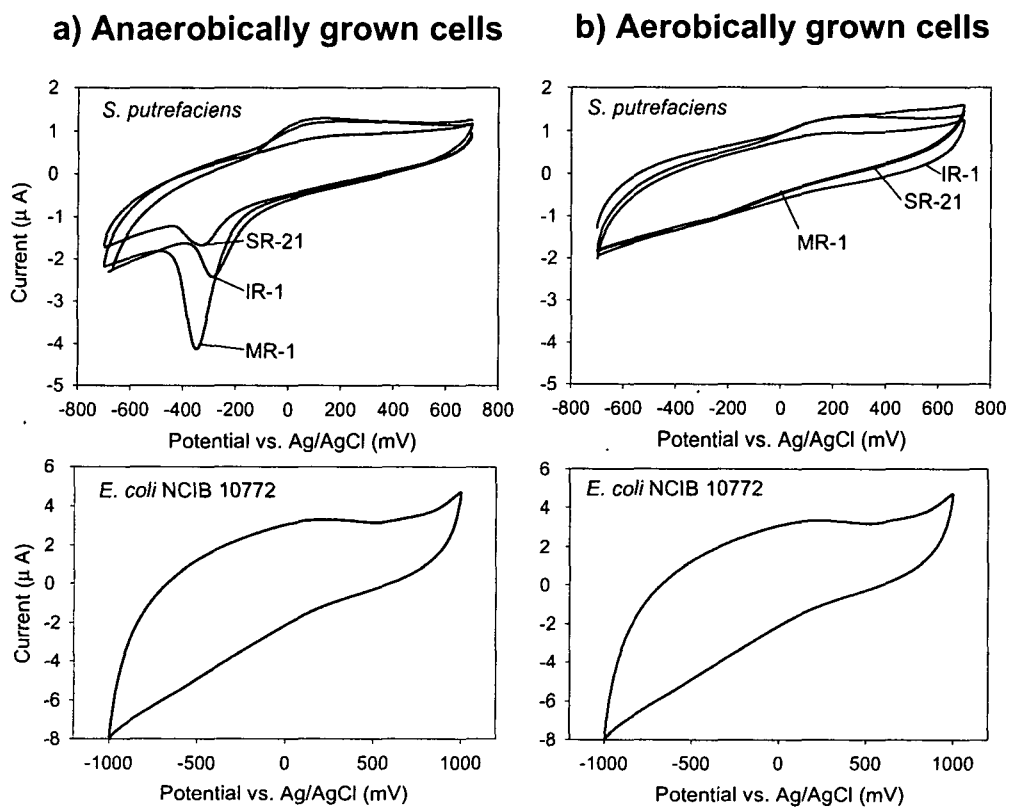 a) Anaerobically grown cells
b) Aerobically grown cells
2
1
0
-1
-2
-3
-4
-5
Current (μ A)
S. putrefaciens
SR-21
IR-1
MR-1
-800 -600 -400 -200 0 200 400 600 800
Potential vs. Ag/AgCl (mV)
2
1
0
-1
-2
-3
-4
-5
S. putrefaciens
IR-1
SR-21
MR-1
-800 -600 -400 -200 0 200 400 600 800
Potential vs. Ag/AgCl (mV)
6
4
2
0
-2
-4
-6
-8
Current (μ A)
E. coli NCIB 10772
-1000 -500 0 500 1000
Potential vs. Ag/AgCl (mV)
6
4
2
0
-2
-4
-6
-8
E. coli NCIB 10772
-1000 -500 0 500 1000
Potential vs. Ag/AgCl (mV)